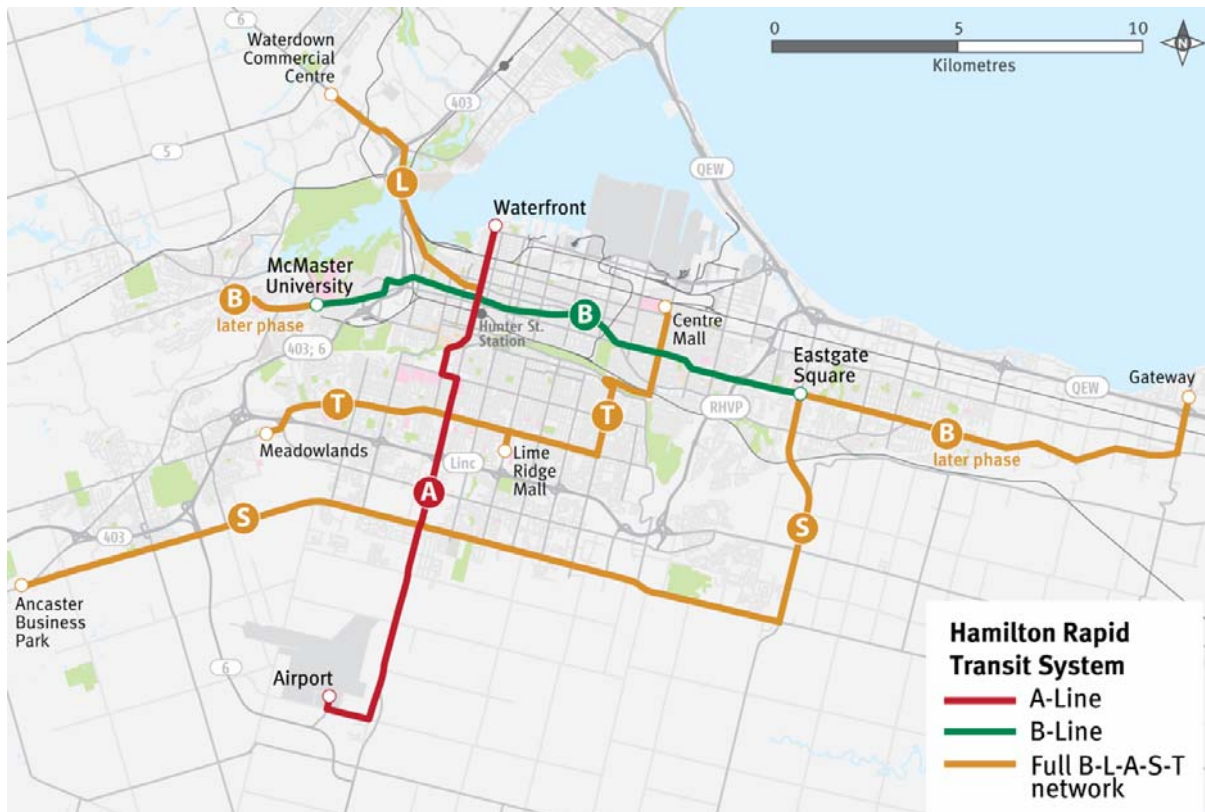 0
5
10
Kilometres
N
6
Waterdown
Commercial
Centre
403
5
QEW
L
Waterfront
McMaster
University
B
later phase
B
Hunter St.
Station
Centre
Mall
403; 6
Eastgate
Square
QEW
Gateway
RHVP
T
T
Meadowlands
Lime
Ridge
Mall
Linc
B
later phase
A
S
S
403
Ancaster
Business
Park
6
Airport
Hamilton Rapid
Transit System
A-Line
B-Line
Full B-L-A-S-T
network